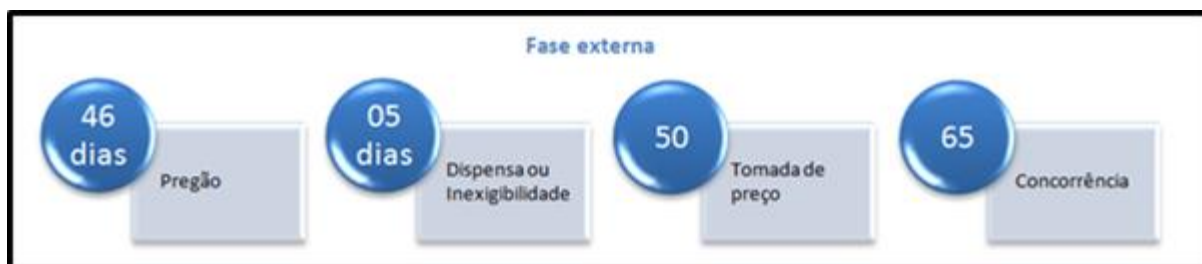 Fase externa
46
dias
Pregão
05
dias
Dispensa ou
Inexigibilidade
50
Tomada de
preço
65
Concorrência